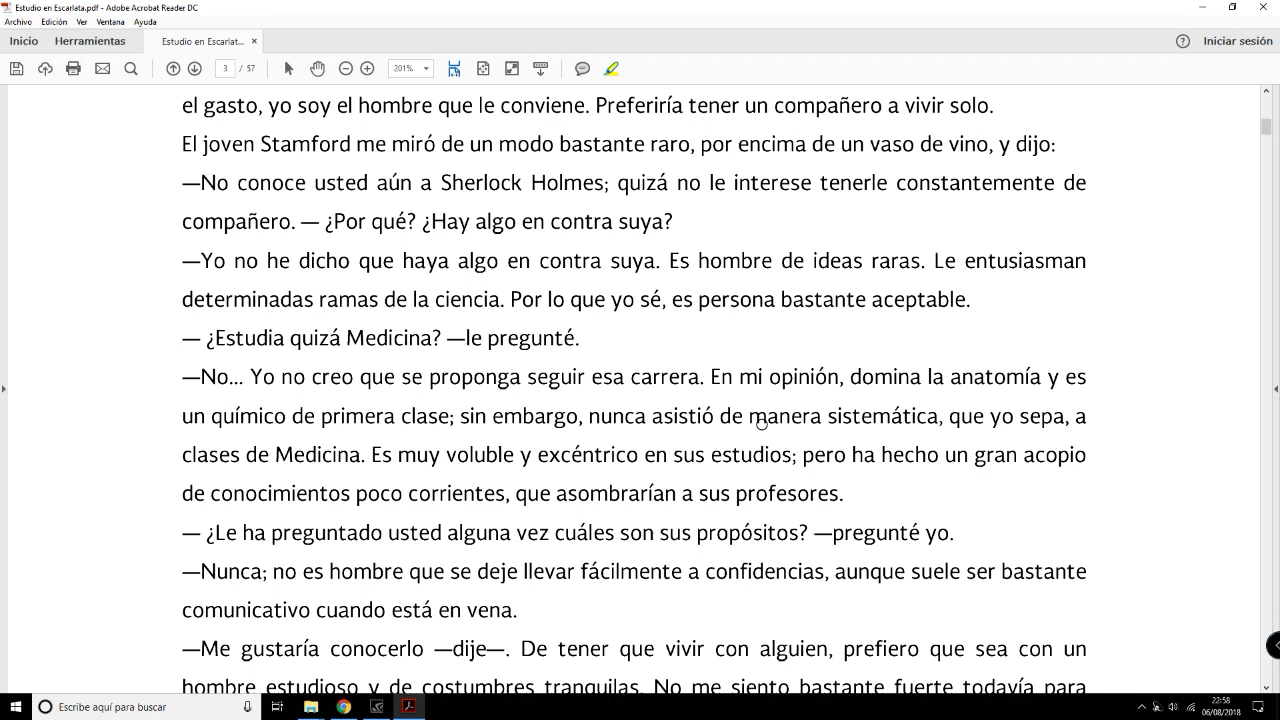 Estudio en Escarlata.pdf - Adobe Acrobat Reader DC
Archivo Edición Ver Ventana Ayuda
Inicio Herramientas Estudio en Escarlat... × Iniciar sesión
3 / 57 201%
el gasto, yo soy el hombre que le conviene. Preferiría tener un compañero a vivir solo.
El joven Stamford me miró de un modo bastante raro, por encima de un vaso de vino, y dijo:
—No conoce usted aún a Sherlock Holmes; quizá no le interese tenerle constantemente de
compañero. — ¿Por qué? ¿Hay algo en contra suya?
—Yo no he dicho que haya algo en contra suya. Es hombre de ideas raras. Le entusiasman
determinadas ramas de la ciencia. Por lo que yo sé, es persona bastante aceptable.
— ¿Estudia quizá Medicina? —le pregunté.
—No... Yo no creo que se proponga seguir esa carrera. En mi opinión, domina la anatomía y es
un químico de primera clase; sin embargo, nunca asistió de manera sistemática, que yo sepa, a
clases de Medicina. Es muy voluble y excéntrico en sus estudios; pero ha hecho un gran acopio
de conocimientos poco corrientes, que asombrarían a sus profesores.
— ¿Le ha preguntado usted alguna vez cuáles son sus propósitos? —pregunté yo.
—Nunca; no es hombre que se deje llevar fácilmente a confidencias, aunque suele ser bastante
comunicativo cuando está en vena.
—Me gustaría conocerlo —dije—. De tener que vivir con alguien, prefiero que sea con un
hombre estudioso y de costumbres tranquilas. No me siento bastante fuerte todavía para
Escribe aquí para buscar
22:58
06/08/2018